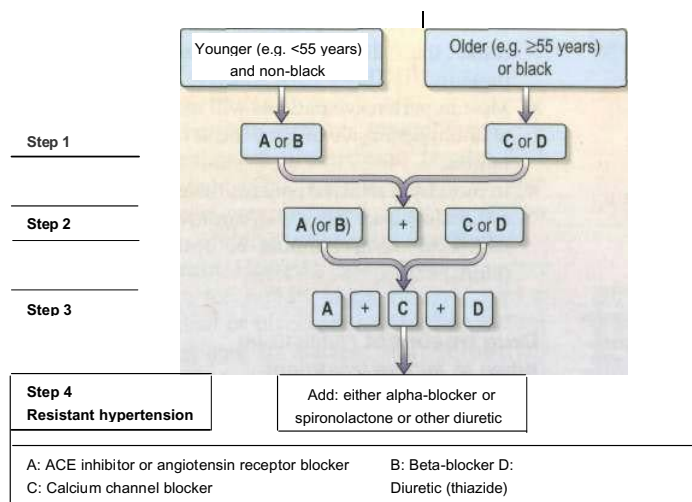 Younger (e.g. <55 years)
and non-black
Older (e.g. ≥55 years)
or black
Step 1
A or B
C or D
Step 2
A (or B)
+
C or D
Step 3
A + C + D
Step 4
Resistant hypertension
Add: either alpha-blocker or
spironolactone or other diuretic
A: ACE inhibitor or angiotensin receptor blocker
B: Beta-blocker D:
C: Calcium channel blocker
Diuretic (thiazide)